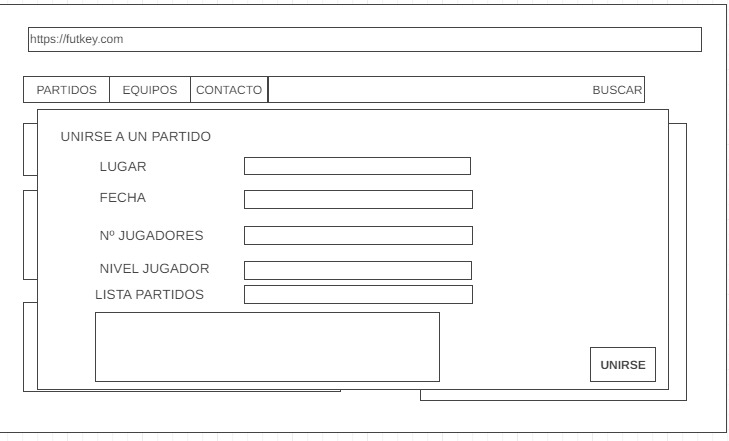 https://futkey.com
PARTIDOS EQUIPOS CONTACTO BUSCAR
UNIRSE A UN PARTIDO
LUGAR
FECHA
Nº JUGADORES
NIVEL JUGADOR
LISTA PARTIDOS
UNIRSE